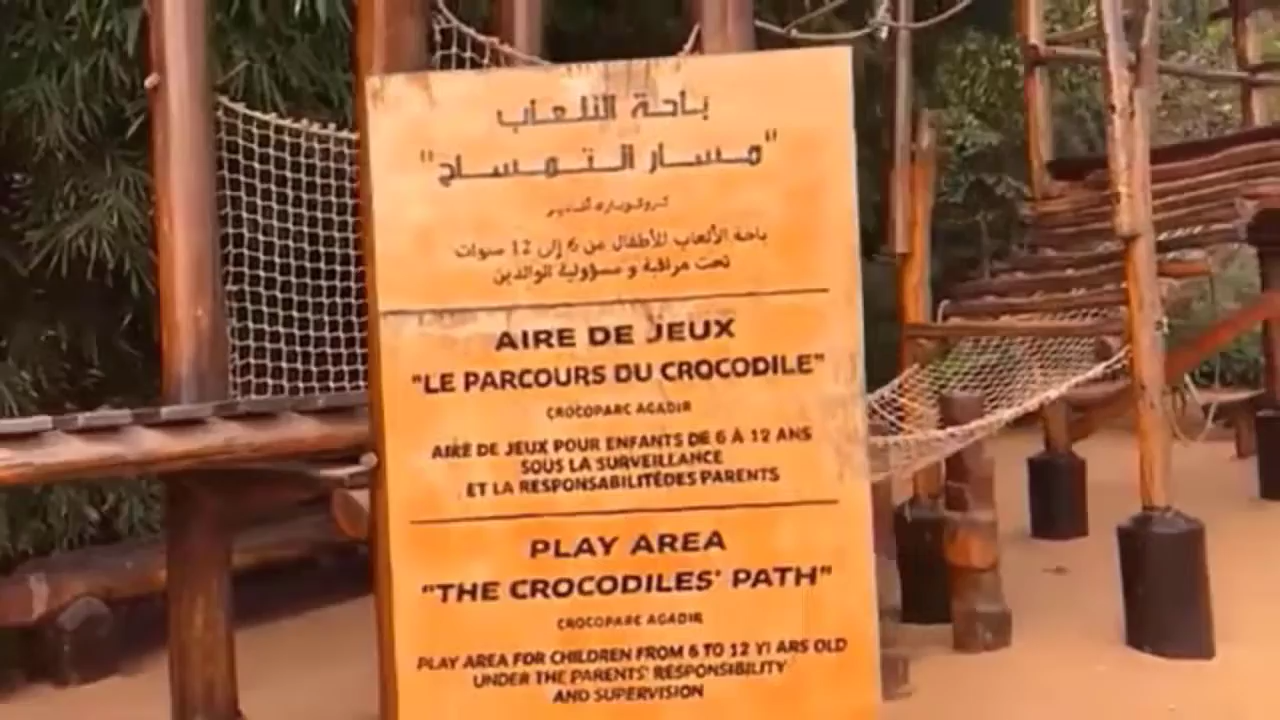 باحة الالعاب
"مسار التمساح"
كروكوبارك أكادير
باحة الألعاب للأطفال من 6 إلى 12 سنوات
تحت مراقبة و مسؤولية الوالدين
AIRE DE JEUX
"LE PARCOURS DU CROCODILE"
CROCOPARC AGADIR
AIRE DE JEUX POUR ENFANTS DE 6 À 12 ANS
SOUS LA SURVEILLANCE
ET LA RESPONSABILITÉDES PARENTS
PLAY AREA
"THE CROCODILES' PATH"
CROCOPARC AGADIR
PLAY AREA FOR CHILDREN FROM 6 TO 12 YEARS OLD
UNDER THE PARENTS' RESPONSIBILITY
AND SUPERVISION